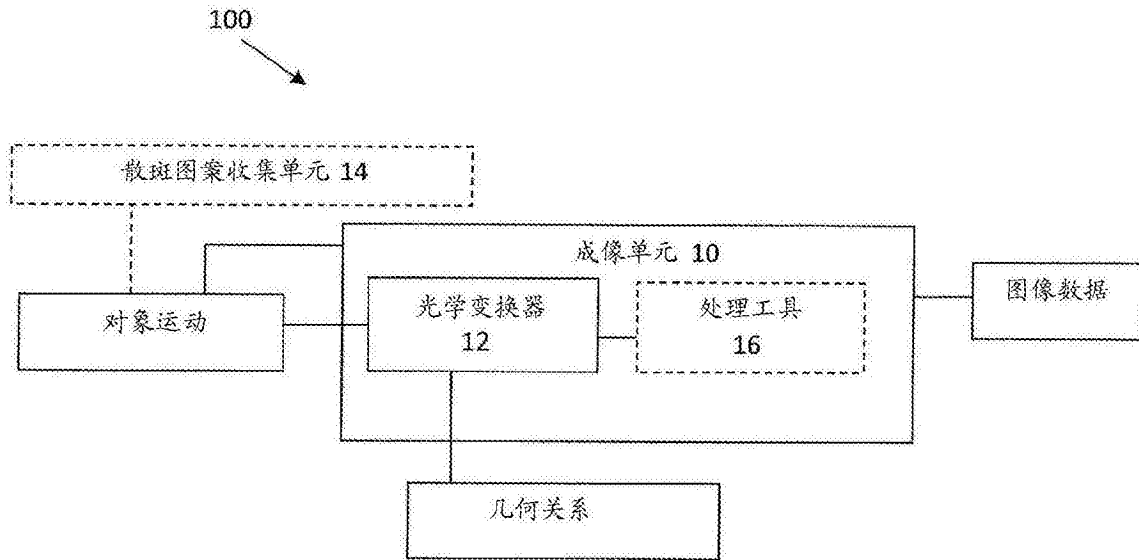 100
散斑图案收集单元 14
成像单元 10
对象运动
光学变换器
12
处理工具
16
图像数据
几何关系